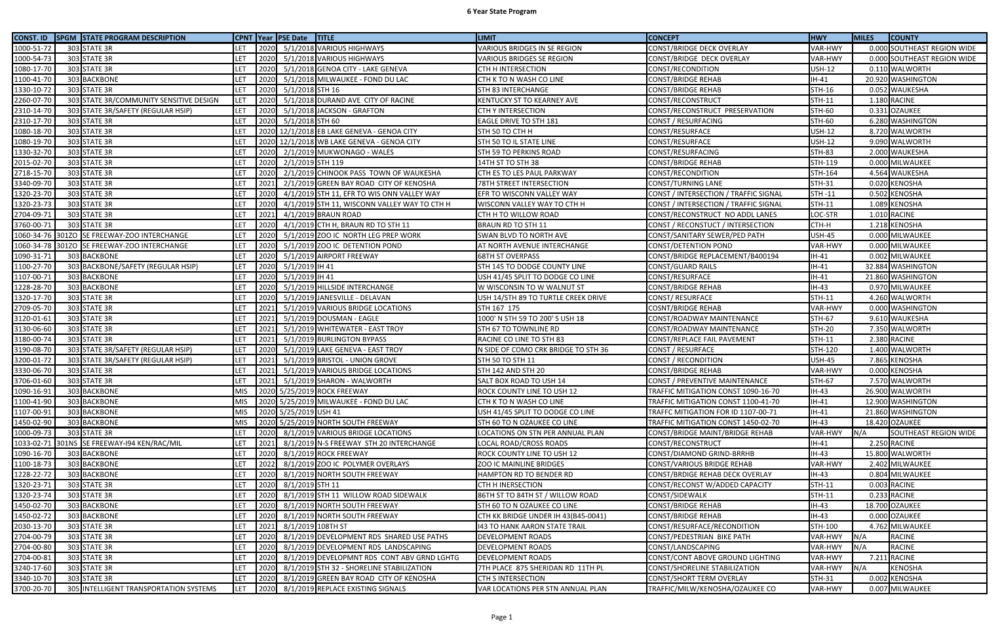 6 Year State Program
CONST. ID SPGM STATE PROGRAM DESCRIPTION CPNT Year PSE Date TITLE LIMIT CONCEPT HWY MILES COUNTY
1000-51-72 303 STATE 3R LET 2020 5/1/2018 VARIOUS HIGHWAYS VARIOUS BRIDGES IN SE REGION CONST/BRIDGE DECK OVERLAY VAR-HWY 0.000 SOUTHEAST REGION WIDE
1000-54-73 303 STATE 3R LET 2020 5/1/2018 VARIOUS HIGHWAYS VARIOUS BRIDGES SE REGION CONST/BRIDGE DECK OVERLAY VAR-HWY 0.000 SOUTHEAST REGION WIDE
1080-17-70 303 STATE 3R LET 2020 5/1/2018 GENOA CITY - LAKE GENEVA CTH H INTERSECTION CONST/RECONDITION USH-12 0.110 WALWORTH
1100-41-70 303 BACKBONE LET 2020 5/1/2018 MILWAUKEE - FOND DU LAC CTH K TO N WASH CO LINE CONST/BRIDGE REHAB IH-41 20.920 WASHINGTON
1330-10-72 303 STATE 3R LET 2020 5/1/2018 STH 16 STH 83 INTERCHANGE CONST/BRIDGE REHAB STH-16 0.052 WAUKESHA
2260-07-70 303 STATE 3R/COMMUNITY SENSITIVE DESIGN LET 2020 5/1/2018 DURAND AVE CITY OF RACINE KENTUCKY ST TO KEARNEY AVE CONST/RECONSTRUCT STH-11 1.180 RACINE
2310-14-70 303 STATE 3R/SAFETY (REGULAR HSIP) LET 2020 5/1/2018 JACKSON - GRAFTON CTH Y INTERSECTION CONST/RECONSTRUCT PRESERVATION STH-60 0.331 OZAUKEE
2310-17-70 303 STATE 3R LET 2020 5/1/2018 STH 60 EAGLE DRIVE TO STH 181 CONST / RESURFACING STH-60 6.280 WASHINGTON
1080-18-70 303 STATE 3R LET 2020 12/1/2018 EB LAKE GENEVA - GENOA CITY STH 50 TO CTH H CONST/RESURFACE USH-12 8.720 WALWORTH
1080-19-70 303 STATE 3R LET 2020 12/1/2018 WB LAKE GENEVA - GENOA CITY STH 50 TO IL STATE LINE CONST/RESURFACE USH-12 9.090 WALWORTH
1330-32-70 303 STATE 3R LET 2020 2/1/2019 MUKWONAGO - WALES STH 59 TO PERKINS ROAD CONST/RESURFACING STH-83 2.000 WAUKESHA
2015-02-70 303 STATE 3R LET 2020 2/1/2019 STH 119 14TH ST TO STH 38 CONST/BRIDGE REHAB STH-119 0.000 MILWAUKEE
2718-15-70 303 STATE 3R LET 2020 2/1/2019 CHINOOK PASS TOWN OF WAUKESHA CTH ES TO LES PAUL PARKWAY CONST/RECONDITION STH-164 4.564 WAUKESHA
3340-09-70 303 STATE 3R LET 2021 2/1/2019 GREEN BAY ROAD CITY OF KENOSHA 78TH STREET INTERSECTION CONST/TURNING LANE STH-31 0.020 KENOSHA
1320-23-70 303 STATE 3R LET 2020 4/1/2019 STH 11, EFR TO WIS ONN VALLEY WAY EFR TO WISCONN VALLEY WAY CONST / INTERSECTION / TRAFFIC SIGNAL STH -11 0.502 KENOSHA
1320-23-73 303 STATE 3R LET 2020 4/1/2019 STH 11, WISCONN VALLEY WAY TO CTH H WISCONN VALLEY WAY TO CTH H CONST / INTERSECTION / TRAFFIC SIGNAL STH-11 1.089 KENOSHA
2704-09-71 303 STATE 3R LET 2021 4/1/2019 BRAUN ROAD CTH H TO WILLOW ROAD CONST/RECONSTRUCT NO ADDL LANES LOC-STR 1.010 RACINE
3760-00-71 303 STATE 3R LET 2020 4/1/2019 CTH H, BRAUN RD TO STH 11 BRAUN RD TO STH 11 CONST / RECONSTUCT / INTERSECTION CTH-H 1.218 KENOSHA
1060-34-76 301ZO SE FREEWAY-ZOO INTERCHANGE LET 2020 5/1/2019 ZOO IC NORTH LEG PREP WORK SWAN BLVD TO NORTH AVE CONST/SANITARY SEWER/PED PATH USH-45 0.000 MILWAUKEE
1060-34-78 301ZO SE FREEWAY-ZOO INTERCHANGE LET 2020 5/1/2019 ZOO IC DETENTION POND AT NORTH AVENUE INTERCHANGE CONST/DETENTION POND VAR-HWY 0.000 MILWAUKEE
1090-31-71 303 BACKBONE LET 2020 5/1/2019 AIRPORT FREEWAY 68TH ST OVERPASS CONST/BRIDGE REPLACEMENT/B400194 IH-41 0.002 MILWAUKEE
1100-27-70 303 BACKBONE/SAFETY (REGULAR HSIP) LET 2020 5/1/2019 IH 41 STH 145 TO DODGE COUNTY LINE CONST/GUARD RAILS IH-41 32.884 WASHINGTON
1107-00-71 303 BACKBONE LET 2020 5/1/2019 IH 41 USH 41/45 SPLIT TO DODGE CO LINE CONST/RESURFACE IH-41 21.860 WASHINGTON
1228-28-70 303 BACKBONE LET 2020 5/1/2019 HILLSIDE INTERCHANGE W WISCONSIN TO W WALNUT ST CONST/BRIDGE REHAB IH-43 0.970 MILWAUKEE
1320-17-70 303 STATE 3R LET 2020 5/1/2019 JANESVILLE - DELAVAN USH 14/STH 89 TO TURTLE CREEK DRIVE CONST/ RESURFACE STH-11 4.260 WALWORTH
2709-05-70 303 STATE 3R LET 2021 5/1/2019 VARIOUS BRIDGE LOCATIONS STH 167 175 COSNT/BRIDGE REHAB VAR-HWY 0.000 WASHINGTON
3120-01-61 303 STATE 3R LET 2021 5/1/2019 DOUSMAN - EAGLE 1000' N STH 59 TO 200' S USH 18 CONST/ROADWAY MAINTENANCE STH-67 9.610 WAUKESHA
3130-06-60 303 STATE 3R LET 2021 5/1/2019 WHITEWATER - EAST TROY STH 67 TO TOWNLINE RD CONST/ROADWAY MAINTENANCE STH-20 7.350 WALWORTH
3180-00-74 303 STATE 3R LET 2021 5/1/2019 BURLINGTON BYPASS RACINE CO LINE TO STH 83 CONST/REPLACE FAIL PAVEMENT STH-11 2.380 RACINE
3190-08-70 303 STATE 3R/SAFETY (REGULAR HSIP) LET 2020 5/1/2019 LAKE GENEVA - EAST TROY N SIDE OF COMO CRK BRIDGE TO STH 36 CONST / RESURFACE STH-120 1.400 WALWORTH
3200-01-72 303 STATE 3R/SAFETY (REGULAR HSIP) LET 2021 5/1/2019 BRISTOL - UNION GROVE STH 50 TO STH 11 CONST / RECONDITION USH-45 7.865 KENOSHA
3330-06-70 303 STATE 3R LET 2021 5/1/2019 VARIOUS BRIDGE LOCATIONS STH 142 AND STH 20 CONST/BRIDGE REHAB VAR-HWY 0.000 KENOSHA
3706-01-60 303 STATE 3R LET 2021 5/1/2019 SHARON - WALWORTH SALT BOX ROAD TO USH 14 CONST / PREVENTIVE MAINTENANCE STH-67 7.570 WALWORTH
1090-16-91 303 BACKBONE MIS 2020 5/25/2019 ROCK FREEWAY ROCK COUNTY LINE TO USH 12 TRAFFIC MITIGATION CONST 1090-16-70 IH-43 26.900 WALWORTH
1100-41-90 303 BACKBONE MIS 2020 5/25/2019 MILWAUKEE - FOND DU LAC CTH K TO N WASH CO LINE TRAFFIC MITIGATION CONST 1100-41-70 IH-41 12.900 WASHINGTON
1107-00-91 303 BACKBONE MIS 2020 5/25/2019 USH 41 USH 41/45 SPLIT TO DODGE CO LINE TRAFFC MITIGATION FOR ID 1107-00-71 IH-41 21.860 WASHINGTON
1450-02-90 303 BACKBONE MIS 2020 5/25/2019 NORTH SOUTH FREEWAY STH 60 TO N OZAUKEE CO LINE TRAFFIC MITIGATION CONST 1450-02-70 IH-43 18.420 OZAUKEE
1000-09-73 303 STATE 3R LET 2020 8/1/2019 VARIOUS BRIDGE LOCATIONS LOCATIONS ON STN PER ANNUAL PLAN CONST/BRIDGE MAINT/BRIDGE REHAB VAR-HWY N/A SOUTHEAST REGION WIDE
1033-02-71 301NS SE FREEWAY-I94 KEN/RAC/MIL LET 2021 8/1/2019 N-S FREEWAY STH 20 INTERCHANGE LOCAL ROAD/CROSS ROADS CONST/RECONSTRUCT IH-41 2.250 RACINE
1090-16-70 303 BACKBONE LET 2020 8/1/2019 ROCK FREEWAY ROCK COUNTY LINE TO USH 12 CONST/DIAMOND GRIND-BRRHB IH-43 15.800 WALWORTH
1100-18-73 303 BACKBONE LET 2022 8/1/2019 ZOO IC POLYMER OVERLAYS ZOO IC MAINLINE BRIDGES CONST/VARIOUS BRIDGE REHAB VAR-HWY 2.402 MILWAUKEE
1228-22-72 303 BACKBONE LET 2020 8/1/2019 NORTH SOUTH FREEWAY HAMPTON RD TO BENDER RD CONST/BRDIGE REHAB DECK OVERLAY IH-43 0.804 MILWAUKEE
1320-23-71 303 STATE 3R LET 2020 8/1/2019 STH 11 CTH H INERSECTION CONST/RECONST W/ADDED CAPACITY STH-11 0.003 RACINE
1320-23-74 303 STATE 3R LET 2020 8/1/2019 STH 11 WILLOW ROAD SIDEWALK 86TH ST TO 84TH ST / WILLOW ROAD CONST/SIDEWALK STH-11 0.233 RACINE
1450-02-70 303 BACKBONE LET 2020 8/1/2019 NORTH SOUTH FREEWAY STH 60 TO N OZAUKEE CO LINE CONST/BRIDGE REHAB IH-43 18.700 OZAUKEE
1450-02-72 303 BACKBONE LET 2020 8/1/2019 NORTH SOUTH FREEWAY CTH KK BRIDGE UNDER IH 43(B45-0041) CONST/BRIDGE REHAB IH-43 0.000 OZAUKEE
2030-13-70 303 STATE 3R LET 2021 8/1/2019 108TH ST I43 TO HANK AARON STATE TRAIL CONST/RESURFACE/RECONDITION STH-100 4.762 MILWAUKEE
2704-00-79 303 STATE 3R LET 2020 8/1/2019 DEVELOPMENT RDS SHARED USE PATHS DEVELOPMENT ROADS CONST/PEDESTRIAN BIKE PATH VAR-HWY N/A RACINE
2704-00-80 303 STATE 3R LET 2020 8/1/2019 DEVELOPMENT RDS LANDSCAPING DEVELOPMENT ROADS CONST/LANDSCAPING VAR-HWY N/A RACINE
2704-00-81 303 STATE 3R LET 2020 8/1/2019 DEVELOPMNT RDS CONT ABV GRND LGHTG DEVELOPMENT ROADS CONST/CONT ABOVE GROUND LIGHTING VAR-HWY 7.211 RACINE
3240-17-60 303 STATE 3R LET 2020 8/1/2019 STH 32 - SHORELINE STABILIZATION 7TH PLACE 875 SHERIDAN RD 11TH PL CONST/SHORELINE STABILIZATION VAR-HWY N/A KENOSHA
3340-10-70 303 STATE 3R LET 2020 8/1/2019 GREEN BAY ROAD CITY OF KENOSHA CTH S INTERSECTION CONST/SHORT TERM OVERLAY STH-31 0.002 KENOSHA
3700-20-70 305 INTELLIGENT TRANSPORTATION SYSTEMS LET 2020 8/1/2019 REPLACE EXISTING SIGNALS VAR LOCATIONS PER STN ANNUAL PLAN TRAFFIC/MILW/KENOSHA/OZAUKEE CO VAR-HWY 0.007 MILWAUKEE
Page 1